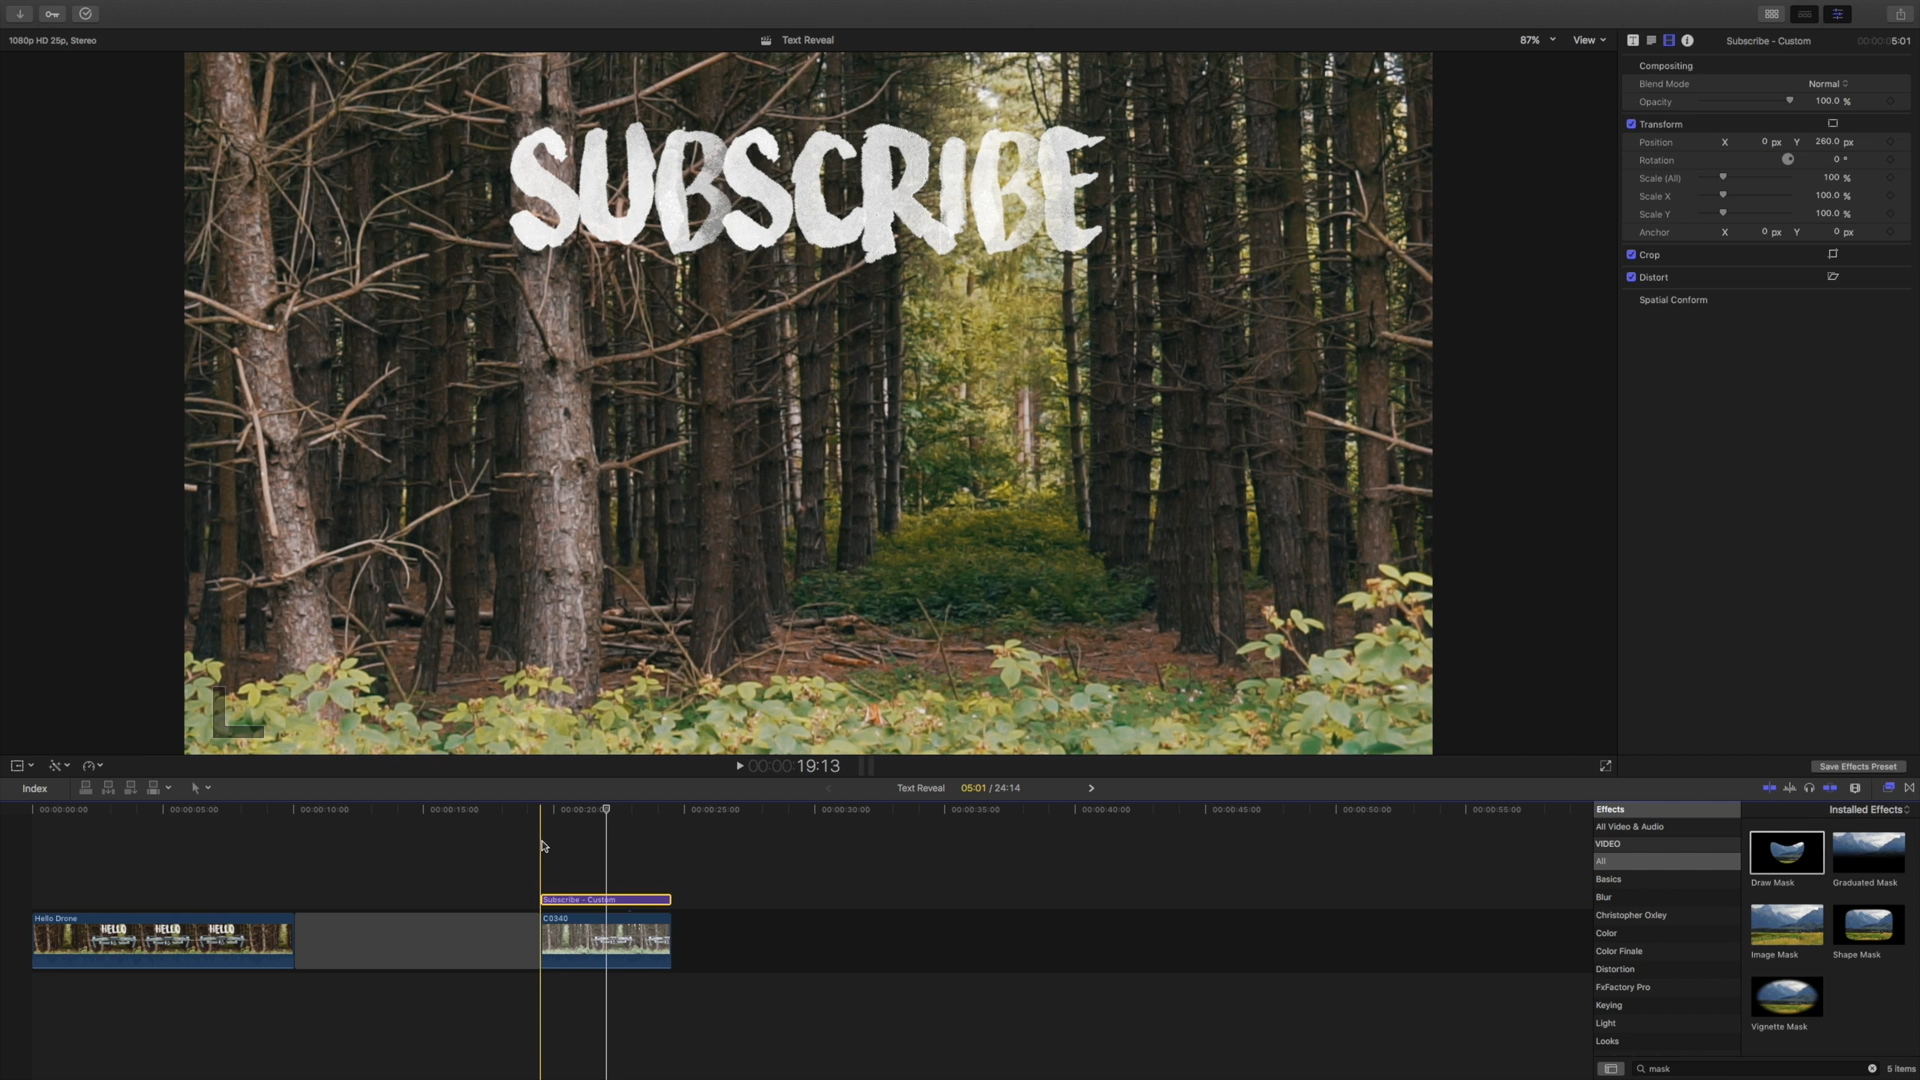 1080p HD 25p, Stereo
Text Reveal
87%
View
Subscribe - Custom
00:00:05:01
SUBSCRIBE
Compositing
Blend Mode
Normal
Opacity
100.0 %
Transform
Position X 0 px Y 260.0 px
Rotation 0 °
Scale (All) 100 %
Scale X 100.0 %
Scale Y 100.0 %
Anchor X 0 px Y 0 px
Crop
Distort
Spatial Conform
00:00:19:13
Save Effects Preset
Index
Text Reveal
05:01 / 24:14
00:00:00:00
00:00:05:00
00:00:10:00
00:00:15:00
00:00:25:00
00:00:30:00
00:00:35:00
00:00:40:00
00:00:45:00
00:00:50:00
00:00:55:00
Subscribe - Custom
Hello Drone
HELLO
HELLO
HELLO
C0340
Effects
Installed Effects
All Video & Audio
VIDEO
All
Basics
Blur
Christopher Oxley
Color
Color Finale
Distortion
FxFactory Pro
Keying
Light
Looks
Draw Mask
Graduated Mask
Image Mask
Shape Mask
Vignette Mask
mask
5 items